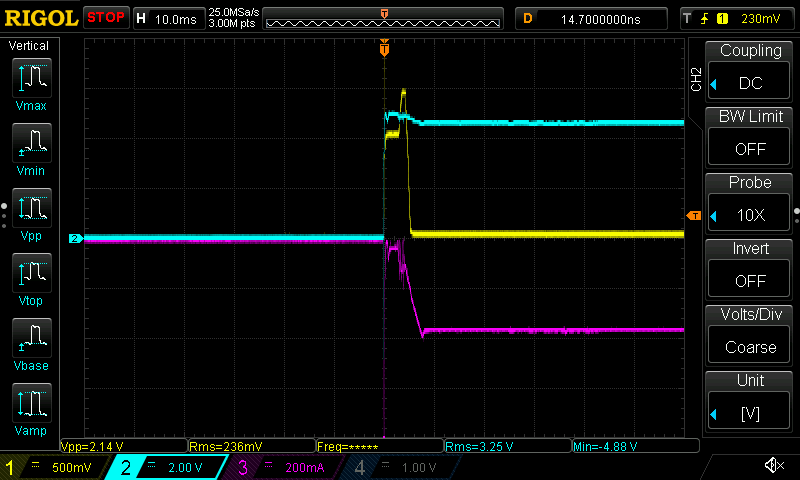 RIGOL STOP H 10.0ms 25.0MSa/s 3.00M pts T D 14.7000000ns T 1 230mV
Vertical
Vmax
Vmin
Vpp
Vtop
Vbase
Vamp
T
2
T
CH2
Coupling
DC
BW Limit
OFF
Probe
10X
Invert
OFF
Volts/Div
Coarse
Unit
[V]
Vpp=2.14 V Rms=236mV Freq=***** Rms=3.25 V Min=-4.88 V
1 500mV 2 2.00 V 3 200mA 4 1.00 V